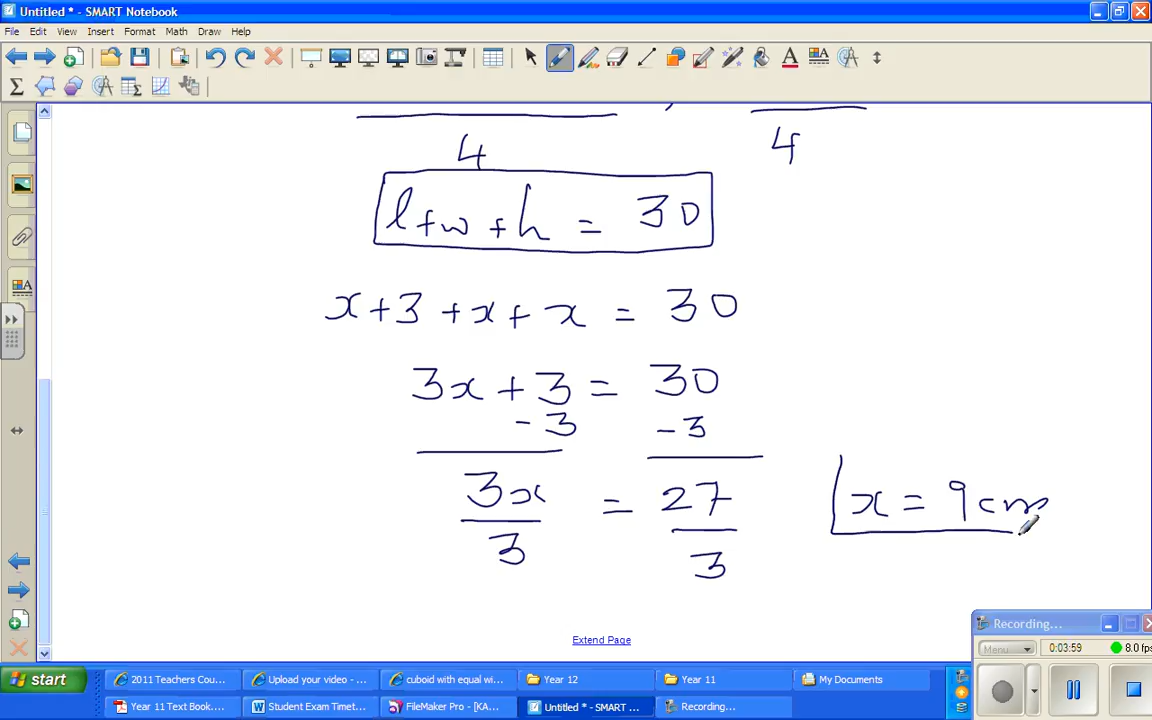 Untitled * - SMART Notebook
File Edit View Insert Format Math Draw Help
4 4
l + w + h = 30
x + 3 + x + x = 30
3x + 3 = 30
- 3 - 3
3x = 27
3 3
x = 9cm
Extend Page
Recording...
Menu 0:03:59 8.0 fps
start 2011 Teachers Cou... Upload your video - ... cuboid with equal wi... Year 12 Year 11 My Documents
Year 11 Text Book.... Student Exam Timet... FileMaker Pro - [KA... Untitled * - SMART ... Recording...